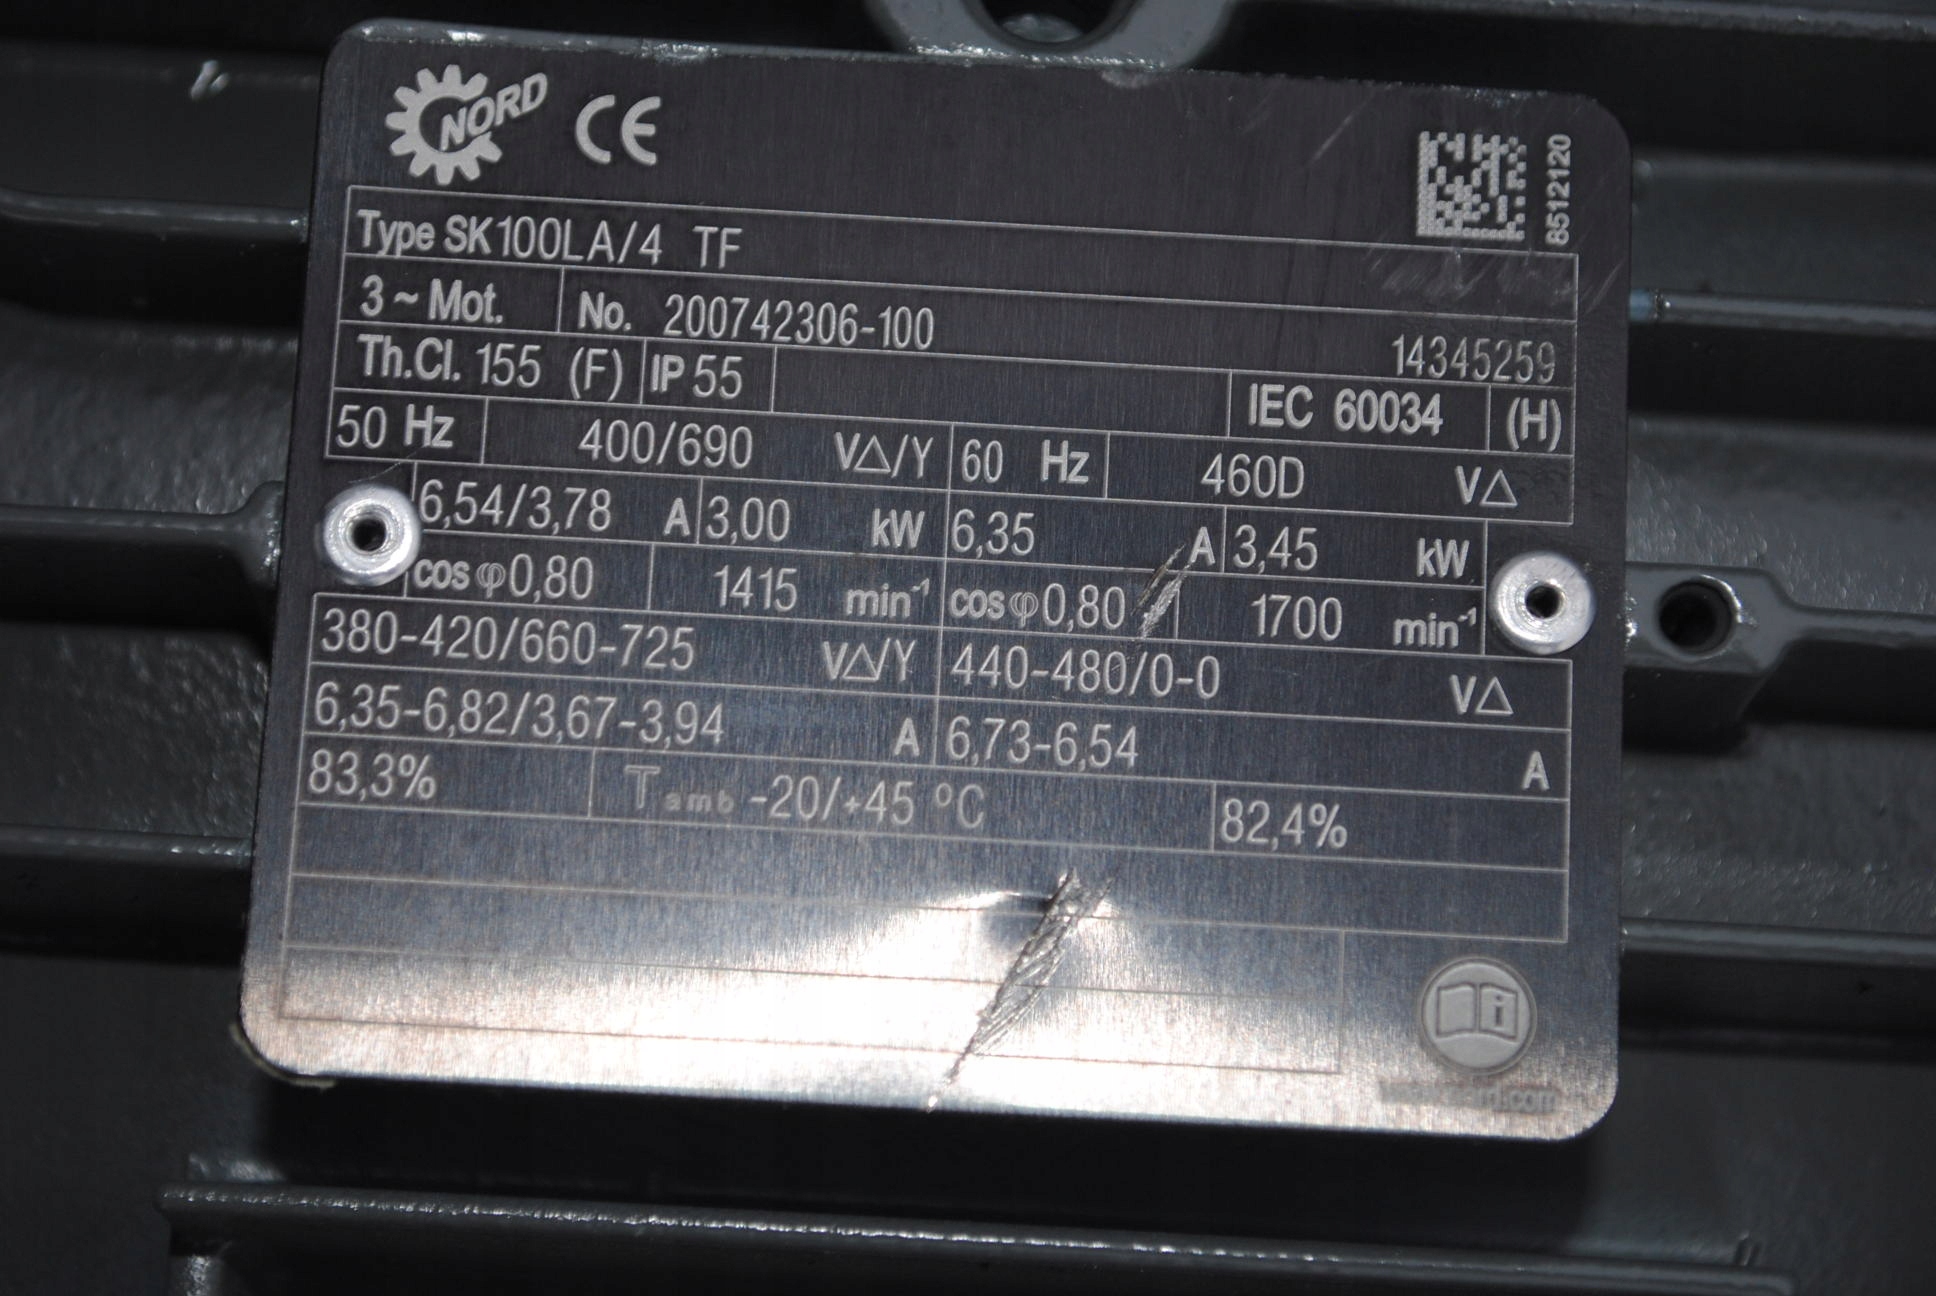 NORD CE
8512120
Type SK100LA/4 TF
3 ~ Mot. No. 200742306-100 14345259
Th.Cl. 155 (F) IP 55 IEC 60034 (H)
50 Hz 400/690 V△/Y 60 Hz 460D V△
6,54/3,78 A 3,00 kW 6,35 A 3,45 kW
cos φ 0,80 1415 min⁻¹ cos φ 0,80 1700 min⁻¹
380-420/660-725 V△/Y 440-480/0-0 V△
6,35-6,82/3,67-3,94 A 6,73-6,54 A
83,3% Tamb -20/+45 °C 82,4%
i